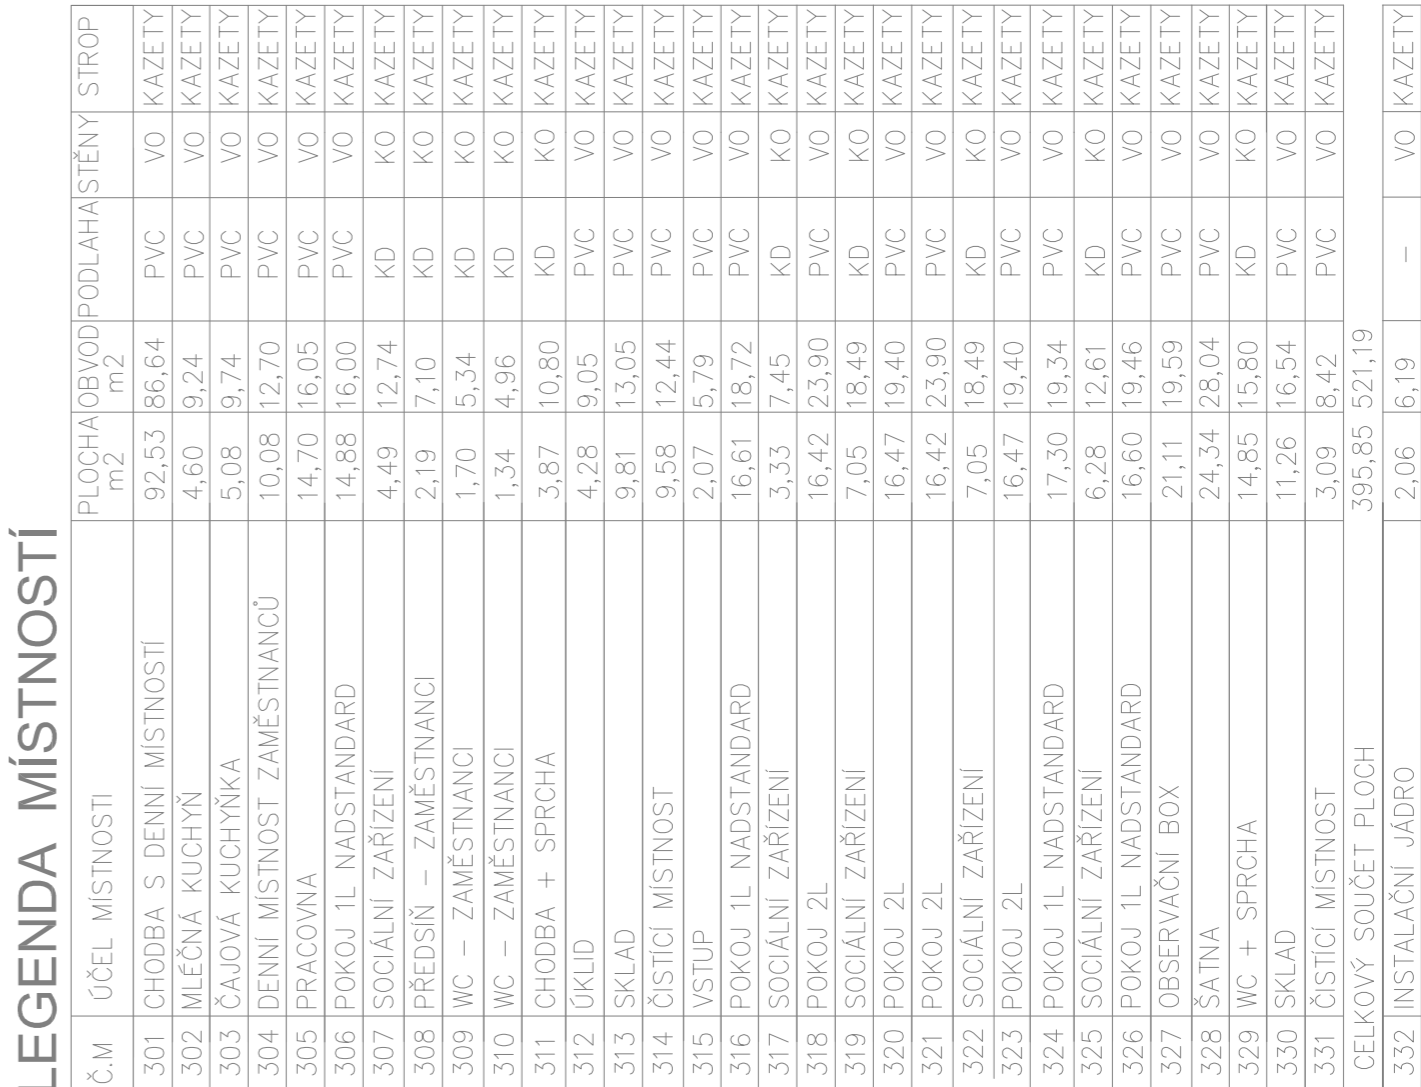 LEGENDA MÍSTNOSTÍ
Č.M ÚČEL MÍSTNOSTI PLOCHA m2 OBVOD m2 PODLAHA STĚNY STROP
301 CHODBA S DENNÍ MÍSTNOSTÍ 92,53 86,64 PVC VO KAZETY
302 MLÉČNÁ KUCHYŇ 4,60 9,24 PVC VO KAZETY
303 ČAJOVÁ KUCHYŇKA 5,08 9,74 PVC VO KAZETY
304 DENNÍ MÍSTNOST ZAMĚSTNANCŮ 10,08 12,70 PVC VO KAZETY
305 PRACOVNA 14,70 16,05 PVC VO KAZETY
306 POKOJ 1L NADSTANDARD 14,88 16,00 PVC VO KAZETY
307 SOCIÁLNÍ ZAŘÍZENÍ 4,49 12,74 KD KO KAZETY
308 PŘEDSÍŇ – ZAMĚSTNANCI 2,19 7,10 KD KO KAZETY
309 WC – ZAMĚSTNANCI 1,70 5,34 KD KO KAZETY
310 WC – ZAMĚSTNANCI 1,34 4,96 KD KO KAZETY
311 CHODBA + SPRCHA 3,87 10,80 KD KO KAZETY
312 ÚKLID 4,28 9,05 PVC VO KAZETY
313 SKLAD 9,81 13,05 PVC VO KAZETY
314 ČISTÍCÍ MÍSTNOST 9,58 12,44 PVC VO KAZETY
315 VSTUP 2,07 5,79 PVC VO KAZETY
316 POKOJ 1L NADSTANDARD 16,61 18,72 PVC VO KAZETY
317 SOCIÁLNÍ ZAŘÍZENÍ 3,33 7,45 KD KO KAZETY
318 POKOJ 2L 16,42 23,90 PVC VO KAZETY
319 SOCIÁLNÍ ZAŘÍZENÍ 7,05 18,49 KD KO KAZETY
320 POKOJ 2L 16,47 19,40 PVC VO KAZETY
321 POKOJ 2L 16,42 23,90 PVC VO KAZETY
322 SOCIÁLNÍ ZAŘÍZENÍ 7,05 18,49 KD KO KAZETY
323 POKOJ 2L 16,47 19,40 PVC VO KAZETY
324 POKOJ 1L NADSTANDARD 17,30 19,34 PVC VO KAZETY
325 SOCIÁLNÍ ZAŘÍZENÍ 6,28 12,61 KD KO KAZETY
326 POKOJ 1L NADSTANDARD 16,60 19,46 PVC VO KAZETY
327 OBSERVAČNÍ BOX 21,11 19,59 PVC VO KAZETY
328 ŠATNA 24,34 28,04 PVC VO KAZETY
329 WC + SPRCHA 14,85 15,80 KD KO KAZETY
330 SKLAD 11,26 16,54 PVC VO KAZETY
331 ČISTÍCÍ MÍSTNOST 3,09 8,42 PVC VO KAZETY
CELKOVÝ SOUČET PLOCH 395,85 521,19
332 INSTALAČNÍ JÁDRO 2,06 6,19 – VO KAZETY